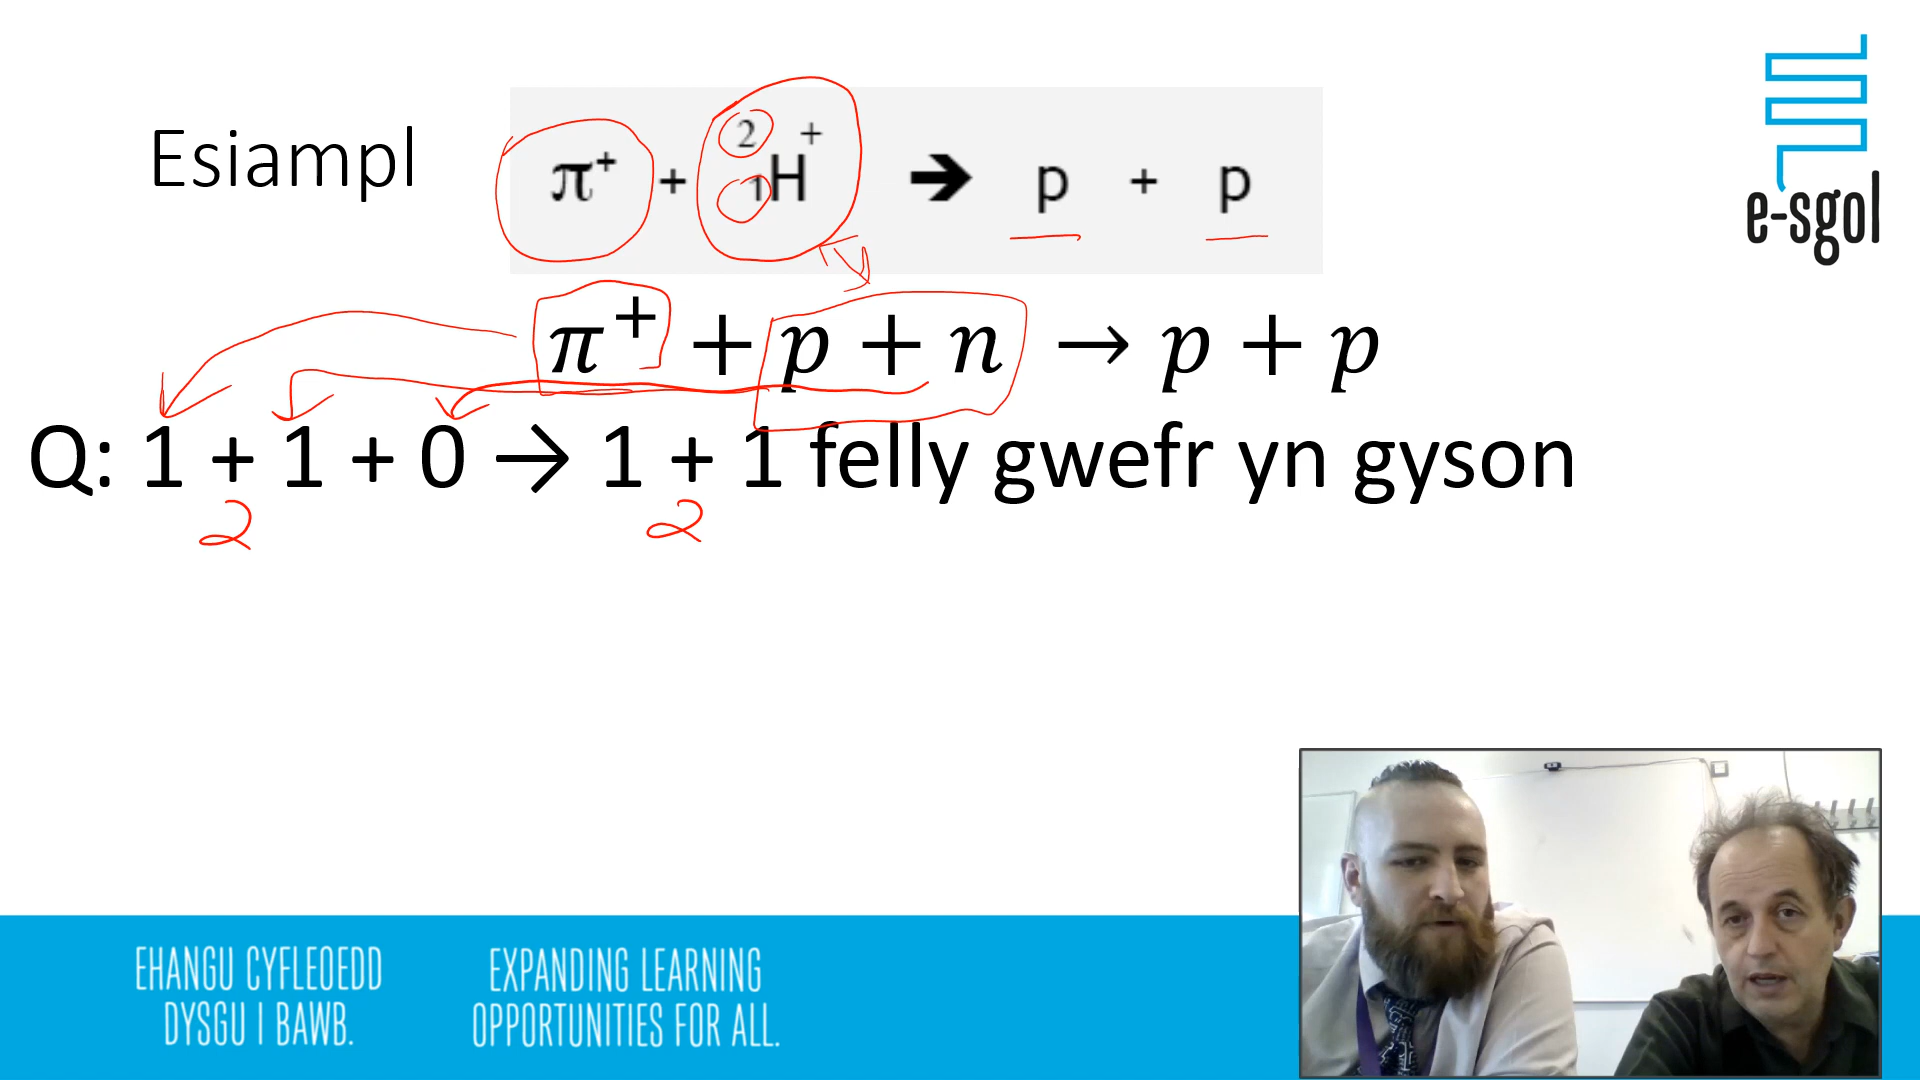 Esiampl
π⁺ + ²₁H⁺ → p + p
e-sgol
π⁺ + p + n → p + p
Q: 1 + 1 + 0 → 1 + 1 felly gwefr yn gyson
2 2
EHANGU CYFLEOEDD
DYSGU I BAWB.
EXPANDING LEARNING
OPPORTUNITIES FOR ALL.